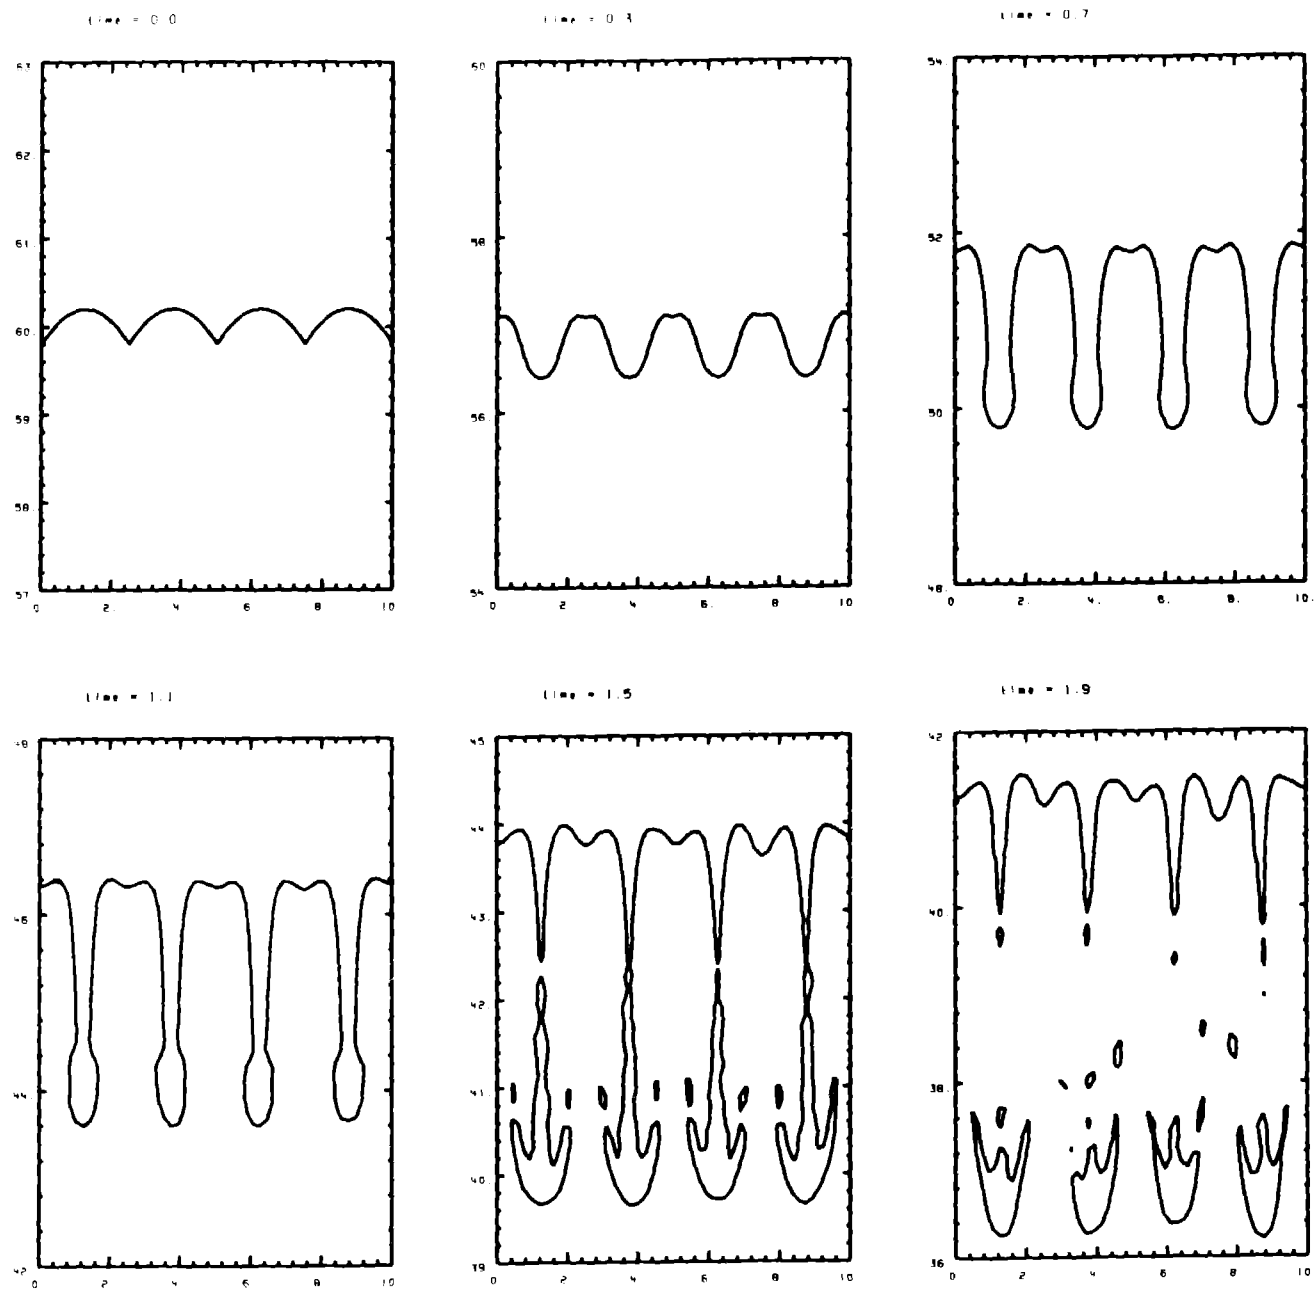 time = 0.0
time = 0.3
time = 0.7
63
62.
61.
60.
59
58.
57
0 2. 4 6. 8 10
60
58
56
54
0 2 4 6. 8 10
54.
52
50
48.
0 2. 4. 6. 8. 10.
time = 1.1
time = 1.5
time = 1.9
48
46.
44
42
0 2 4 6 8 10
45
44
43.
42.
41.
40.
39
0 2 4 6 8 10
42
40.
38.
36
0 2 4 6 8 10